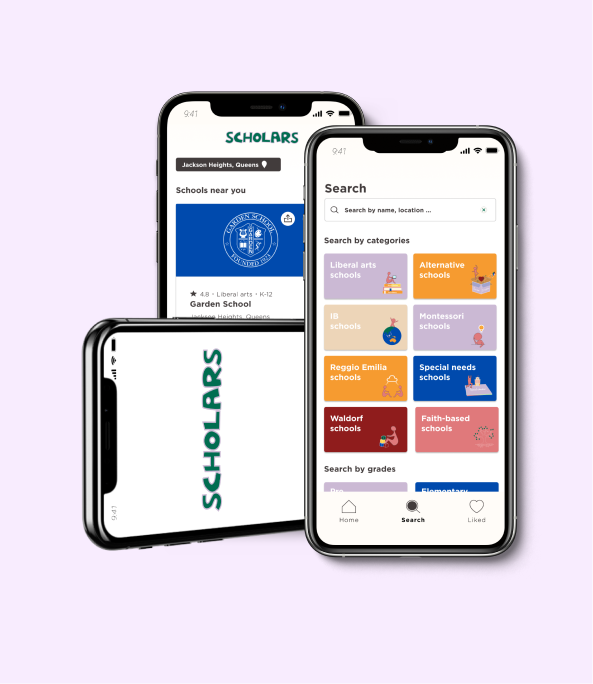 9:41
SCHOLARS
Jackson Heights, Queens
Schools near you
GARDEN SCHOOL
FOUNDED 1923
4.8 • Liberal arts • K-12
Garden School
Jackson Heights, Queens
9:41
SCHOLARS
9:41
Search
Search by name, location ...
Search by categories
Liberal arts
schools
Alternative
schools
IB
schools
Montessori
schools
Reggio Emilia
schools
Special needs
schools
Waldorf
schools
Faith-based
schools
Search by grades
Elementary
Home
Search
Liked